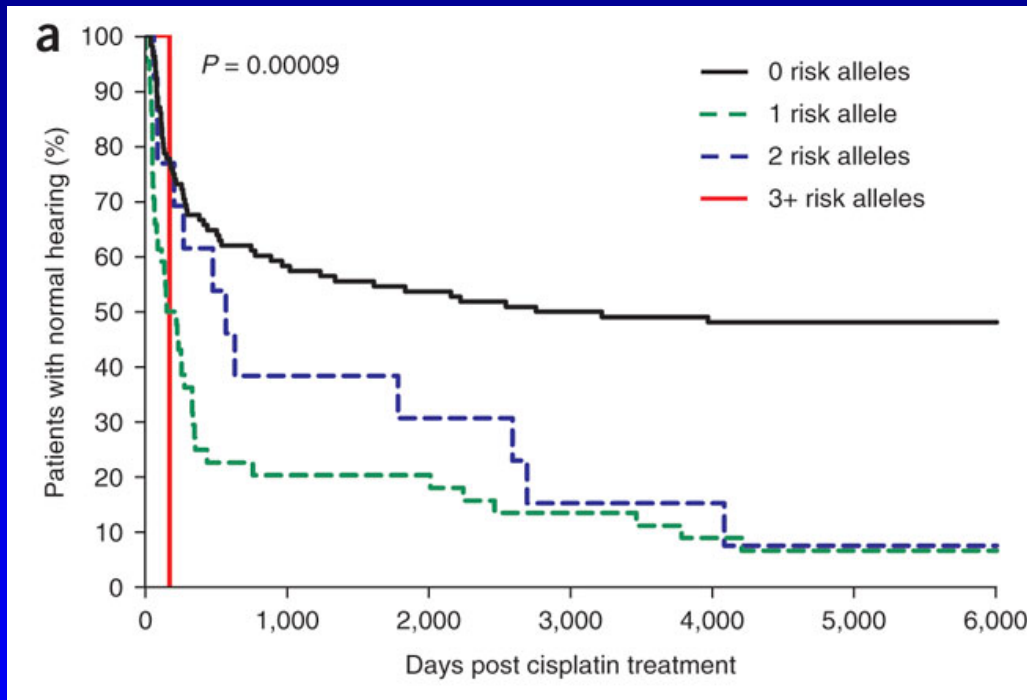 a
P = 0.00009
0 risk alleles
1 risk allele
2 risk alleles
3+ risk alleles
Patients with normal hearing (%)
100
90
80
70
60
50
40
30
20
10
0
0 1,000 2,000 3,000 4,000 5,000 6,000
Days post cisplatin treatment